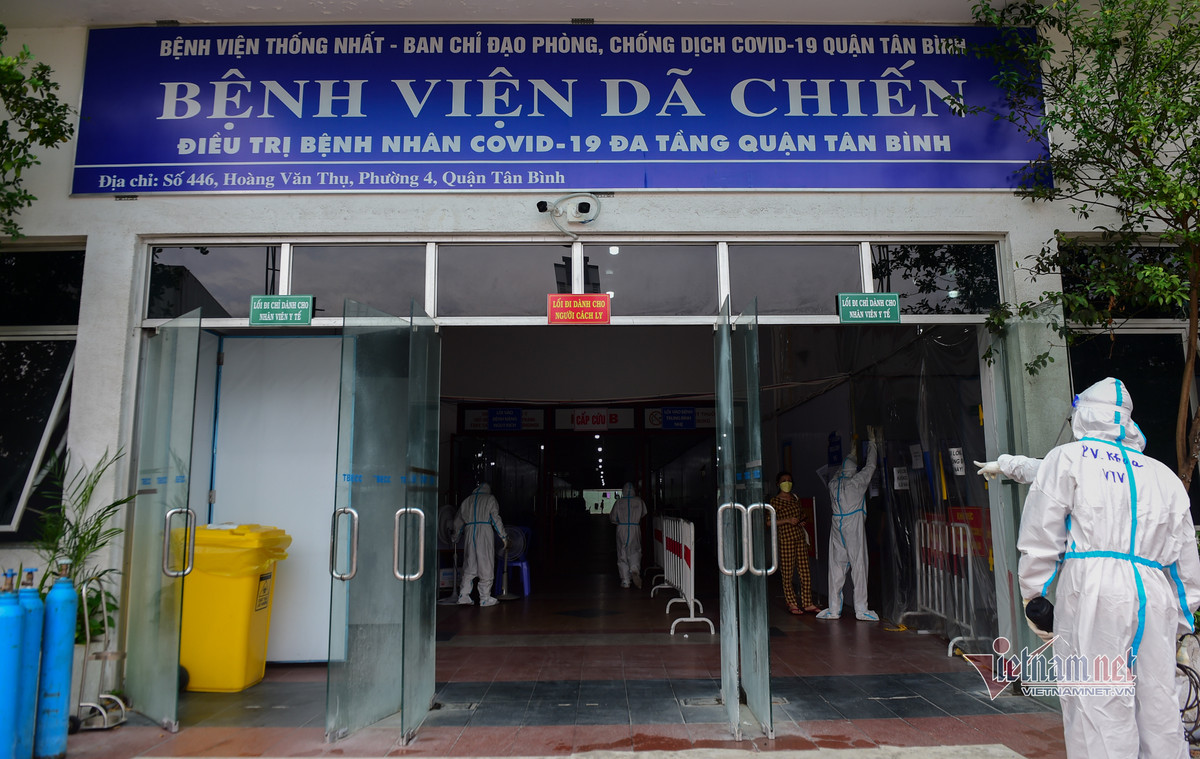 BỆNH VIỆN THỐNG NHẤT - BAN CHỈ ĐẠO PHÒNG, CHỐNG DỊCH COVID-19 QUẬN TÂN BÌNH
BỆNH VIỆN DÃ CHIẾN
ĐIỀU TRỊ BỆNH NHÂN COVID-19 ĐA TẦNG QUẬN TÂN BÌNH
Địa chỉ: Số 446, Hoàng Văn Thụ, Phường 4, Quận Tân Bình
LỐI ĐI CHỈ DÀNH CHO
NHÂN VIÊN Y TẾ
LỐI ĐI DÀNH CHO
NGƯỜI CÁCH LY
LỐI ĐI CHỈ DÀNH CHO
NHÂN VIÊN Y TẾ
CẤP CỨU B
PV. Khoa
VTV
Vietnamnet
VIETNAMNET.VN